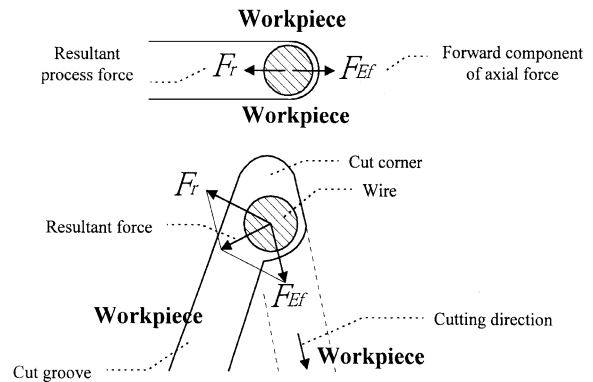 Workpiece
Resultant
process force
Fr
FEf
Forward component
of axial force
Workpiece
Cut corner
Fr
Wire
Resultant force
FEf
Workpiece
Cutting direction
Workpiece
Cut groove